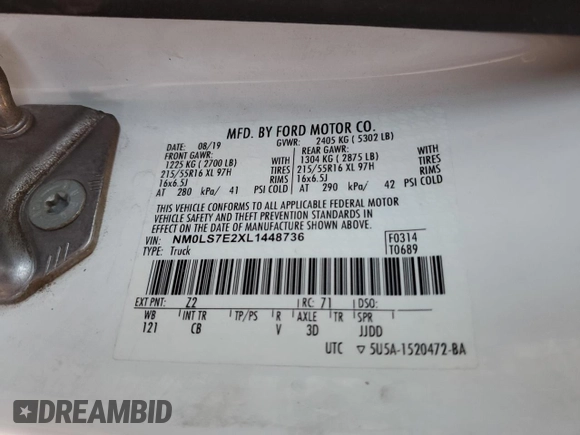 MFD. BY FORD MOTOR CO.
DATE: 08/19 GVWR: 2405 KG ( 5302 LB)
FRONT GAWR: REAR GAWR:
1225 KG ( 2700 LB) WITH 1304 KG ( 2875 LB) WITH
215/55R16 XL 97H TIRES 215/55R16 XL 97H TIRES
16x6.5J RIMS 16x6.5J RIMS
AT 280 kPa/ 41 PSI COLD AT 290 kPa/ 42 PSI COLD
THIS VEHICLE CONFORMS TO ALL APPLICABLE FEDERAL MOTOR
VEHICLE SAFETY AND THEFT PREVENTION STANDARDS IN
EFFECT ON THE DATE OF MANUFACTURE SHOWN ABOVE.
VIN: NM0LS7E2XL1448736 F0314
TYPE: Truck T0689
EXT PNT: Z2 RC: 71 DSO:
WB INT TR TP/PS R AXLE TR SPR
121 CB V 3D JJDD
UTC ▽ 5U5A-1520472-BA
DREAMBID